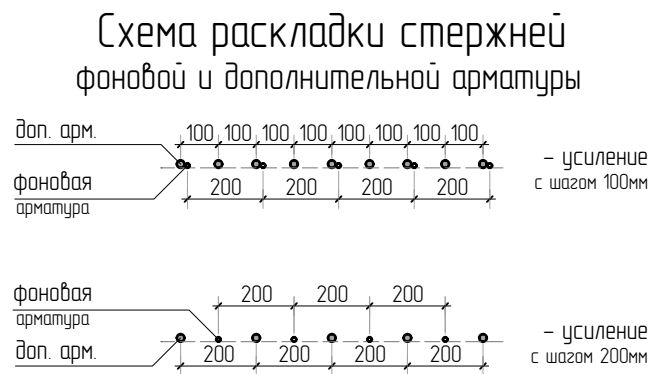 Схема раскладки стержней
фоновой и дополнительной арматуры
доп. арм.
100 100 100 100 100 100 100 100
фоновая
арматура
200 200 200 200
– усиление
с шагом 100мм
фоновая
арматура
200 200 200
доп. арм.
200 200 200 200
– усиление
с шагом 200мм